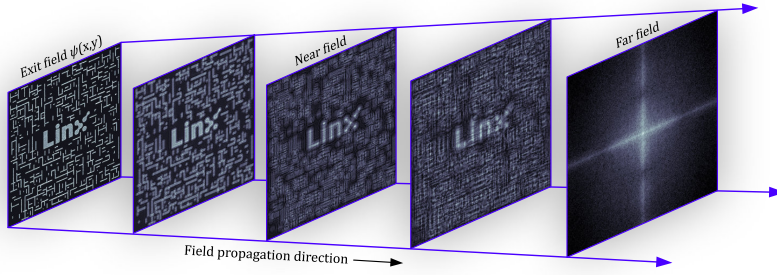 Exit field ψ(x,y)
Near field
Far field
Linx
Linx
Linx
Linx
Field propagation direction